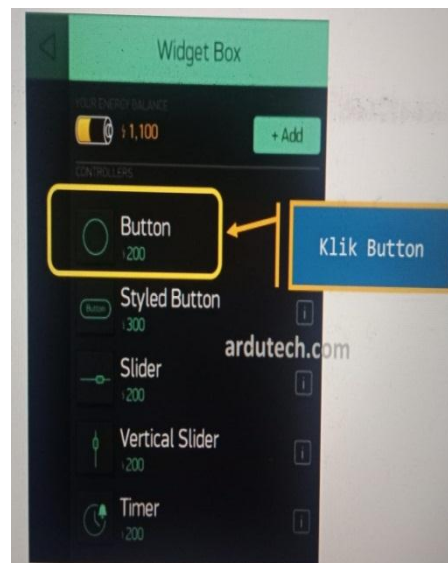 Widget Box
YOUR ENERGY BALANCE
1,100
+ Add
CONTROLLERS
Button
200
Klik Button
Styled Button
Button
300
ardutech.com
Slider
200
Vertical Slider
200
Timer
200